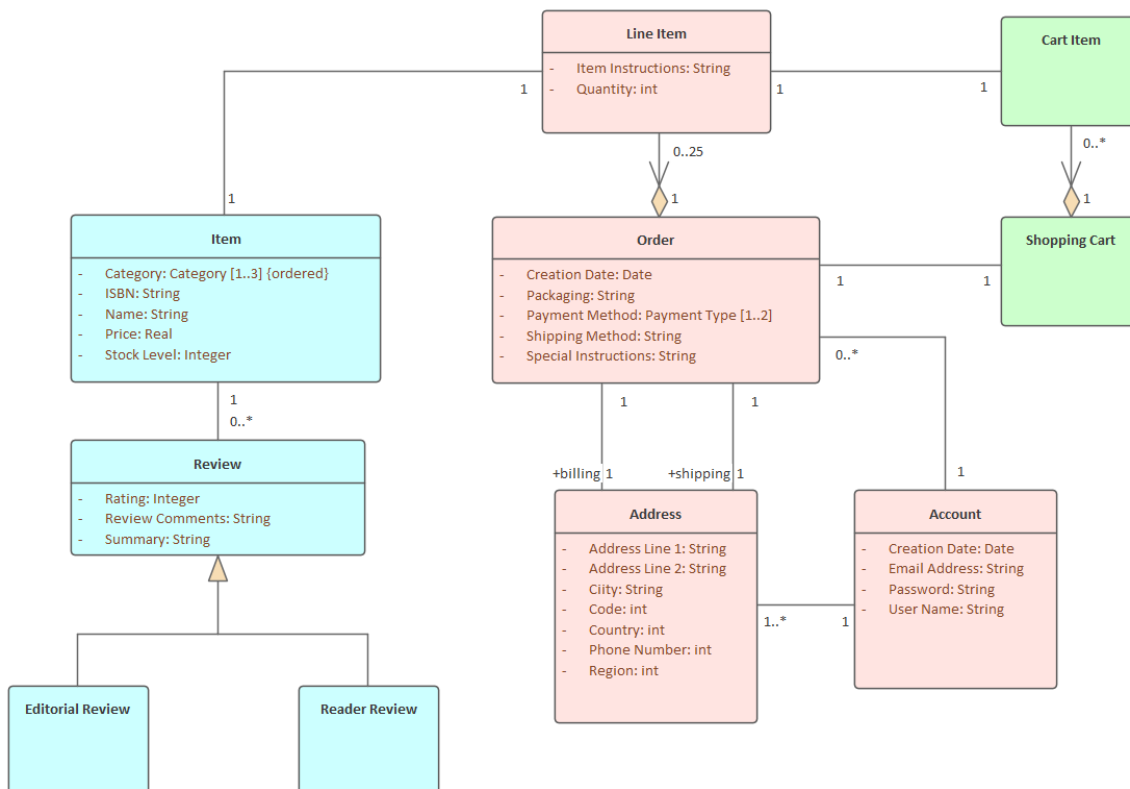 Line Item
- Item Instructions: String
- Quantity: int
Cart Item
1
1
1
1
0..25
0..*
1
1
Item
- Category: Category [1..3] {ordered}
- ISBN: String
- Name: String
- Price: Real
- Stock Level: Integer
Order
- Creation Date: Date
- Packaging: String
- Payment Method: Payment Type [1..2]
- Shipping Method: String
- Special Instructions: String
Shopping Cart
1
1
0..*
1
0..*
1
1
Review
- Rating: Integer
- Review Comments: String
- Summary: String
+billing 1
+shipping 1
1
Address
- Address Line 1: String
- Address Line 2: String
- Ciity: String
- Code: int
- Country: int
- Phone Number: int
- Region: int
Account
- Creation Date: Date
- Email Address: String
- Password: String
- User Name: String
1..*
1
Editorial Review
Reader Review